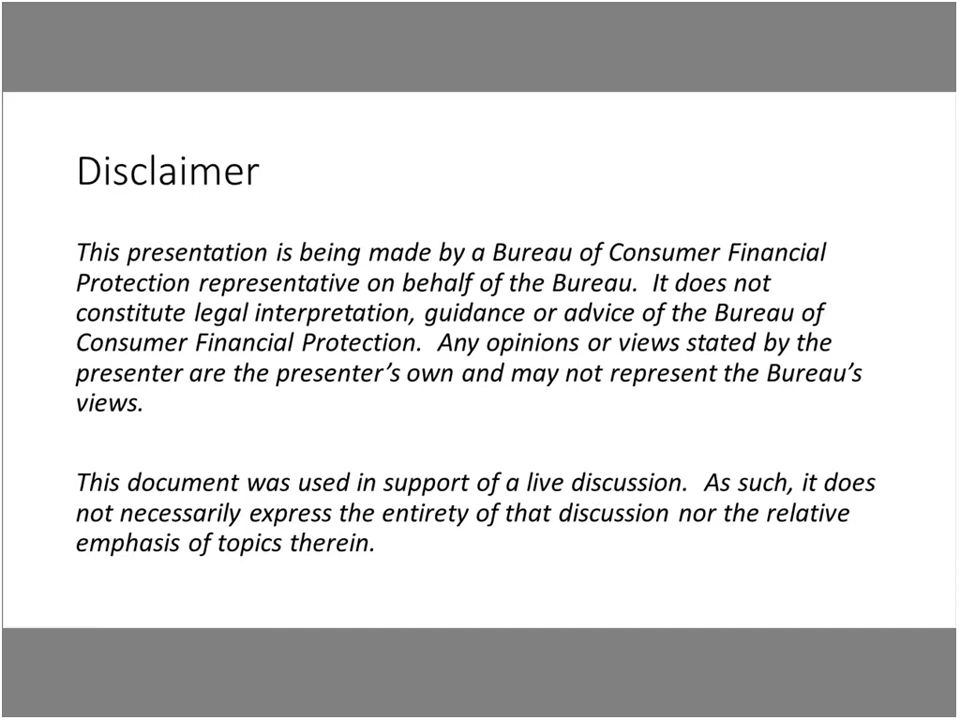 Disclaimer
This presentation is being made by a Bureau of Consumer Financial
Protection representative on behalf of the Bureau.  It does not
constitute legal interpretation, guidance or advice of the Bureau of
Consumer Financial Protection.  Any opinions or views stated by the
presenter are the presenter’s own and may not represent the Bureau’s
views.
This document was used in support of a live discussion.  As such, it does
not necessarily express the entirety of that discussion nor the relative
emphasis of topics therein.